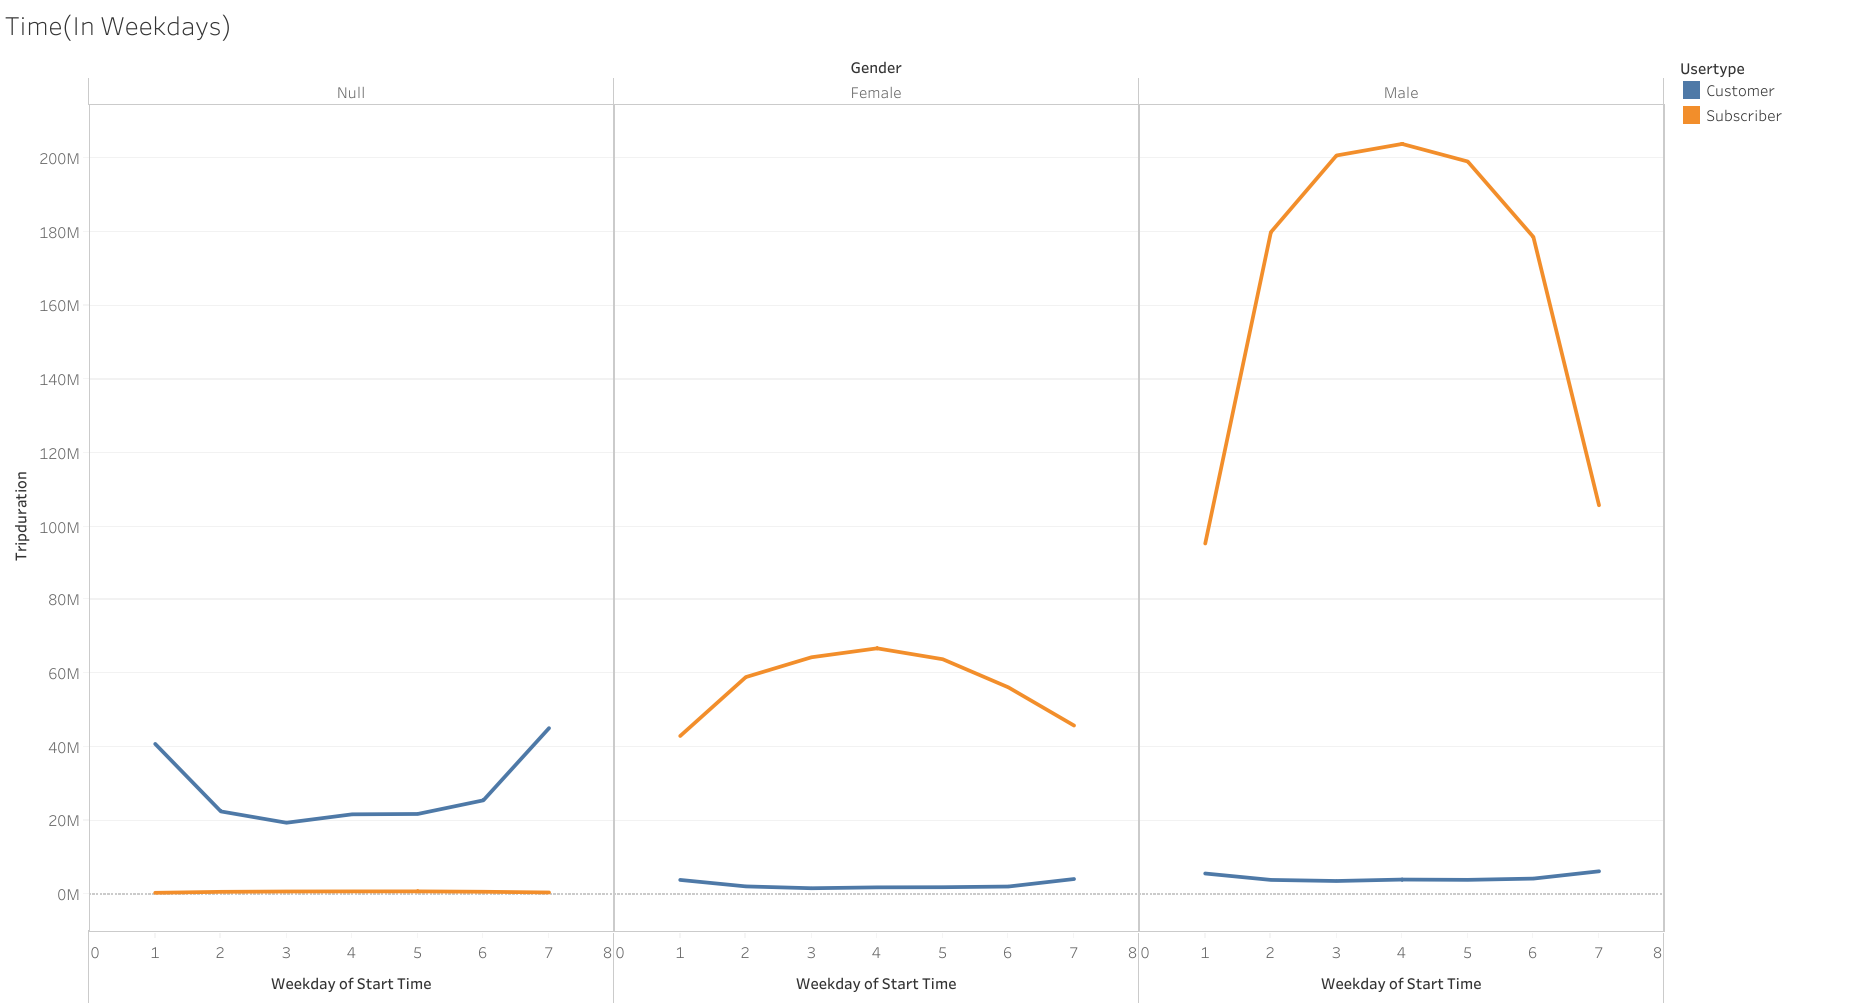 Time(In Weekdays)
Gender
Null Female Male
Usertype
Customer
Subscriber
Tripduration
200M
180M
160M
140M
120M
100M
80M
60M
40M
20M
0M
0 1 2 3 4 5 6 7 8 0 1 2 3 4 5 6 7 8 0 1 2 3 4 5 6 7 8
Weekday of Start Time Weekday of Start Time Weekday of Start Time